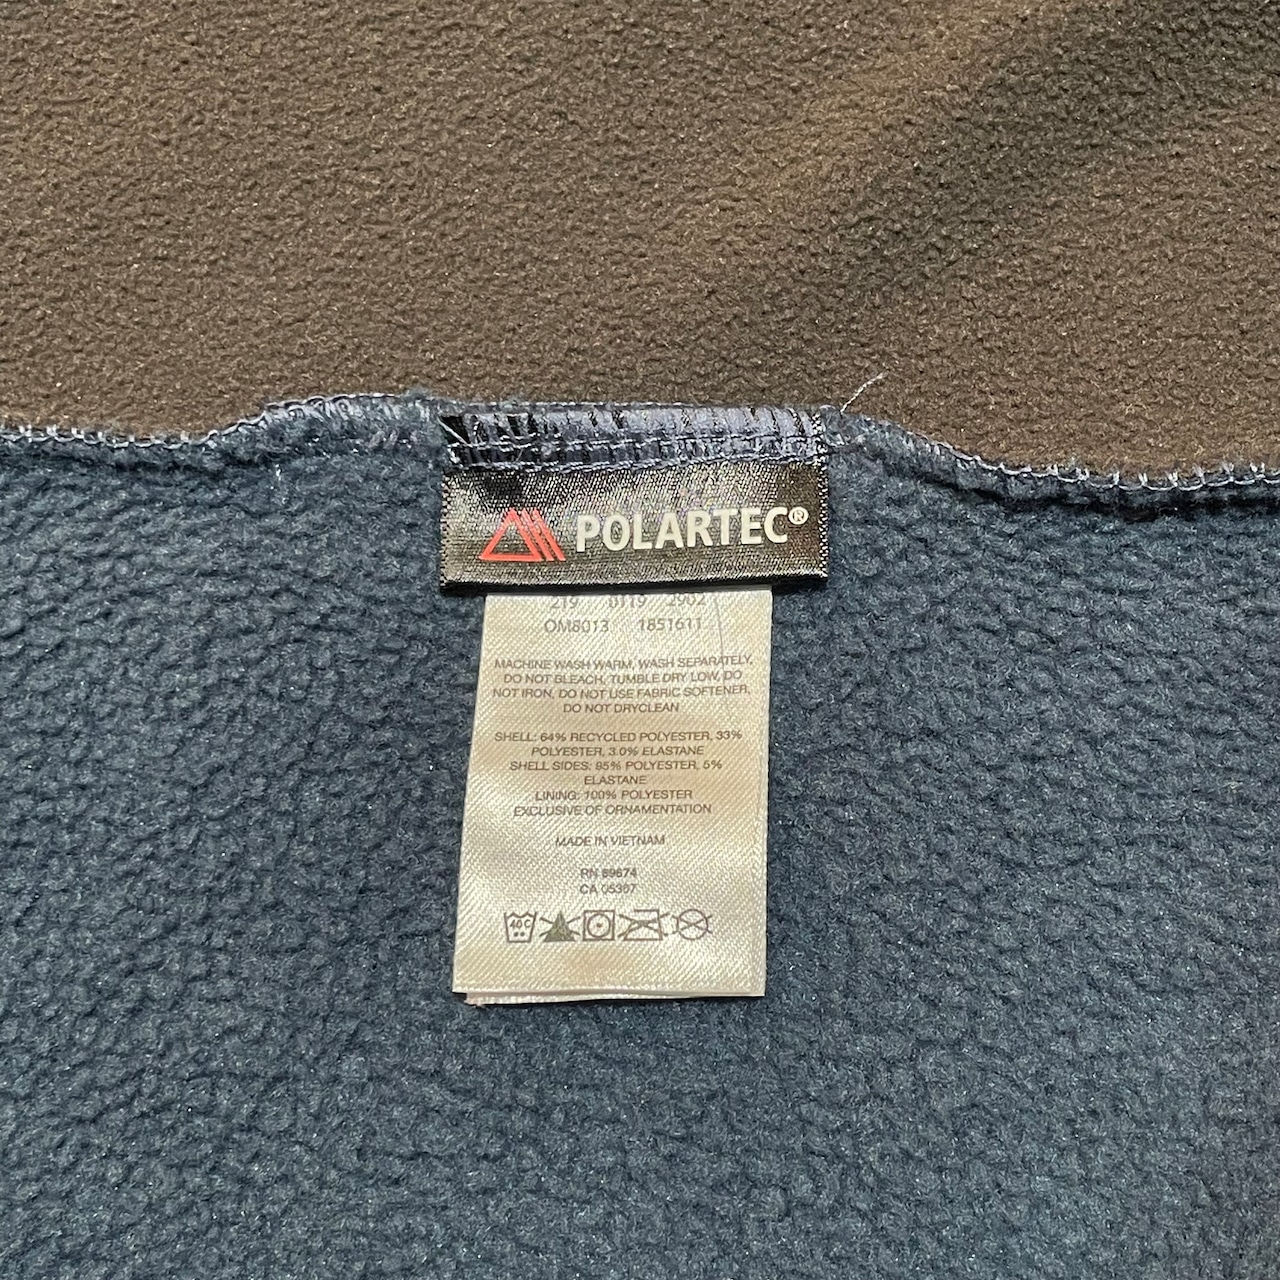 POLARTEC®
219 0119 2902
OM8013 1851611
MACHINE WASH WARM, WASH SEPARATELY,
DO NOT BLEACH, TUMBLE DRY LOW, DO
NOT IRON, DO NOT USE FABRIC SOFTENER,
DO NOT DRYCLEAN
SHELL: 64% RECYCLED POLYESTER, 33%
POLYESTER, 3.0% ELASTANE
SHELL SIDES: 95% POLYESTER, 5%
ELASTANE
LINING: 100% POLYESTER
EXCLUSIVE OF ORNAMENTATION
MADE IN VIETNAM
RN 89674
CA 05367
40 C